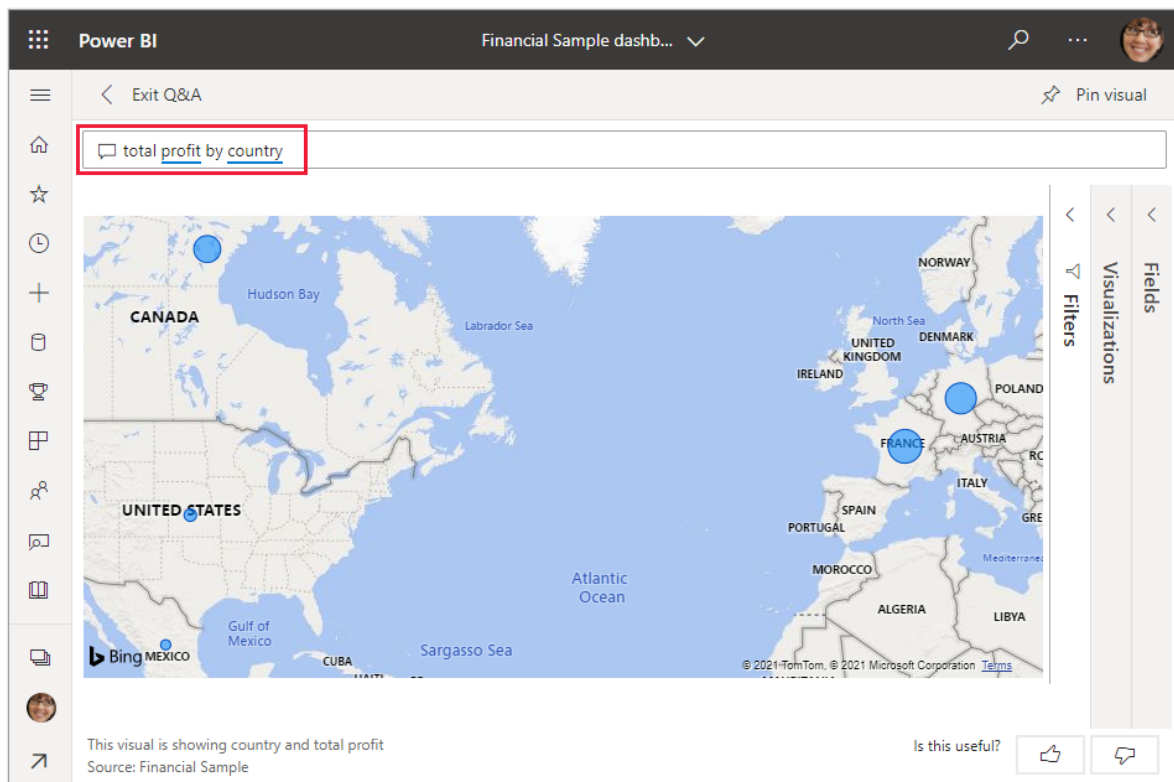 Power BI
Financial Sample dashb...
Exit Q&A
Pin visual
total profit by country
Filters
Visualizations
Fields
NORWAY
Hudson Bay
CANADA
Labrador Sea
North Sea
UNITED
KINGDOM
DENMARK
IRELAND
POLAND
FRANCE
AUSTRIA
RO
ITALY
UNITED STATES
SPAIN
GRE
PORTUGAL
Mediterranea
MOROCCO
Atlantic
Ocean
ALGERIA
LIBYA
Gulf of
Mexico
Sargasso Sea
Bing
MEXICO
CUBA
© 2021 TomTom, © 2021 Microsoft Corporation Terms
This visual is showing country and total profit
Source: Financial Sample
Is this useful?